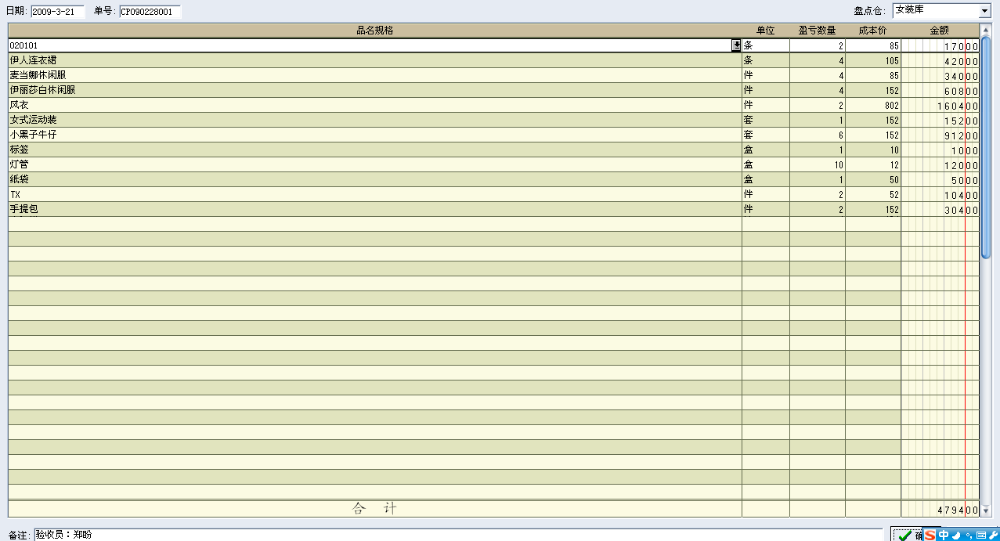 日期: 2009-3-21 单号: CP090228001 盘点仓: 女装库
品名规格 单位 盈亏数量 成本价 金额
020101 条 2 85 17000
伊人连衣裙 条 4 105 42000
麦当娜休闲服 件 4 85 34000
伊丽莎白休闲服 件 4 152 60800
风衣 件 2 802 160400
女式运动装 套 1 152 15200
小黑子牛仔 套 6 152 91200
标签 盒 1 10 1000
灯管 盒 10 12 12000
纸袋 盒 1 50 5000
TX 件 2 52 10400
手提包 件 2 152 30400
合 计 479400
备注: 验收员：郑盼 中